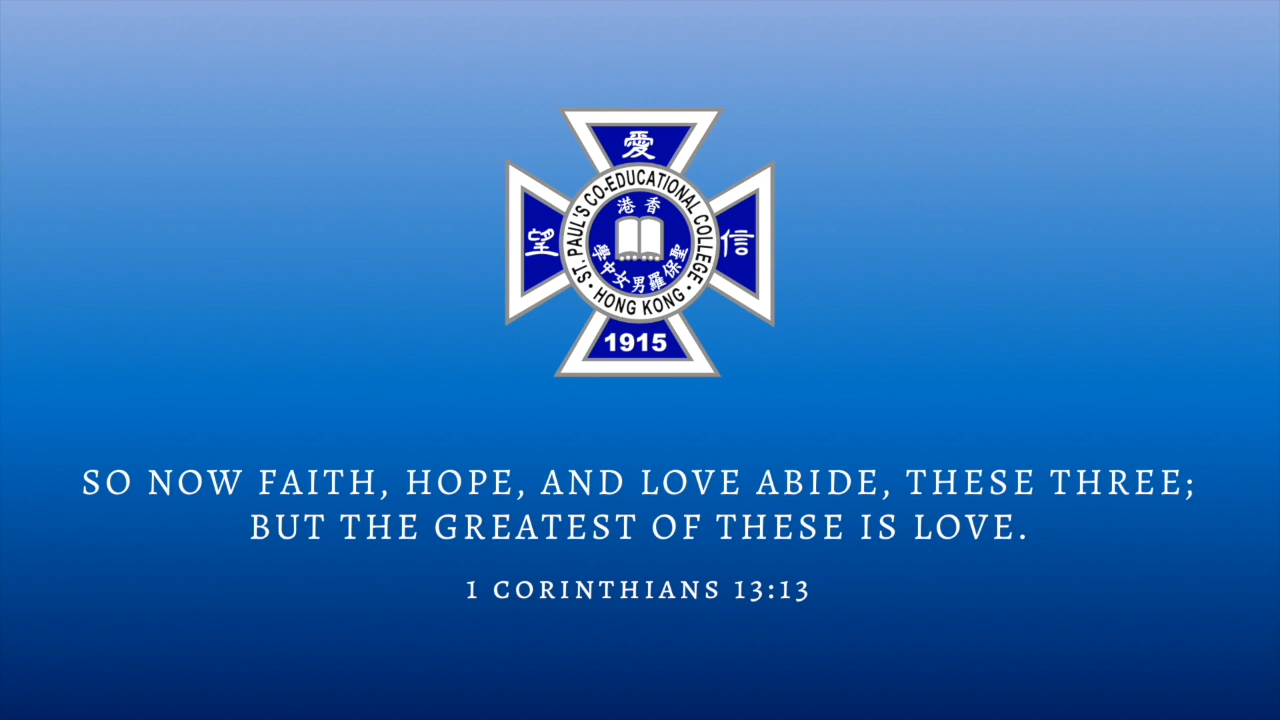 愛
望
信
ST. PAUL'S CO-EDUCATIONAL COLLEGE
• HONG KONG •
香港
聖保羅男女中學
1915
SO NOW FAITH, HOPE, AND LOVE ABIDE, THESE THREE;
BUT THE GREATEST OF THESE IS LOVE.
1 CORINTHIANS 13:13